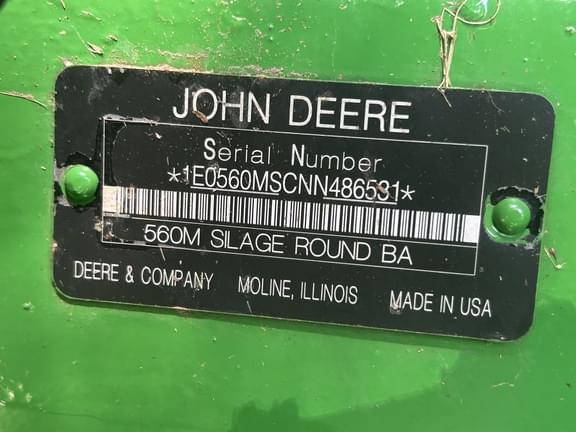 JOHN DEERE
Serial Number
*1E0560MSCNN486531*
560M SILAGE ROUND BA
DEERE & COMPANY MOLINE, ILLINOIS MADE IN USA